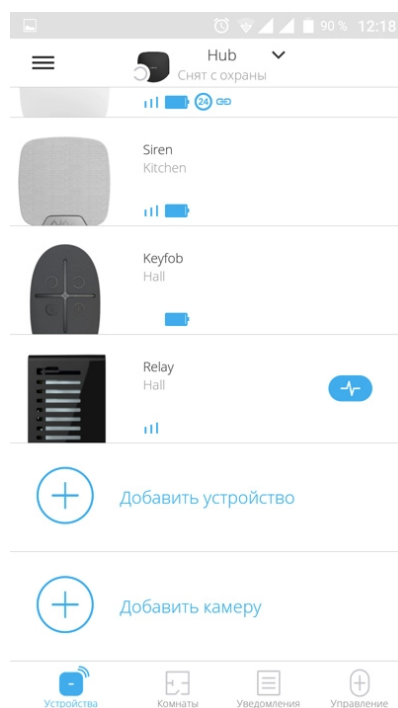 90 % 12:18
Hub
Снят с охраны
24
Siren
Kitchen
Keyfob
Hall
Relay
Hall
Добавить устройство
Добавить камеру
Устройства Комнаты Уведомления Управление